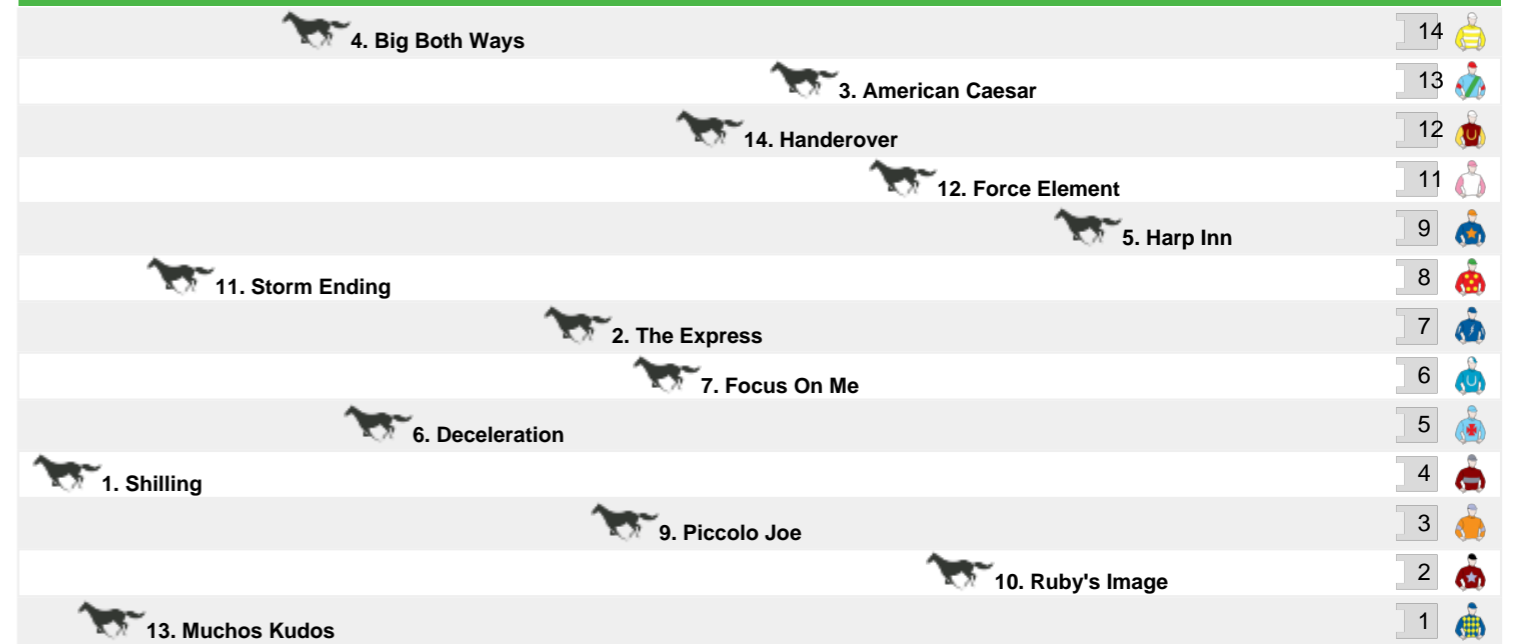 4. Big Both Ways 14
3. American Caesar 13
14. Handerover 12
12. Force Element 11
5. Harp Inn 9
11. Storm Ending 8
2. The Express 7
7. Focus On Me 6
6. Deceleration 5
1. Shilling 4
9. Piccolo Joe 3
10. Ruby's Image 2
13. Muchos Kudos 1